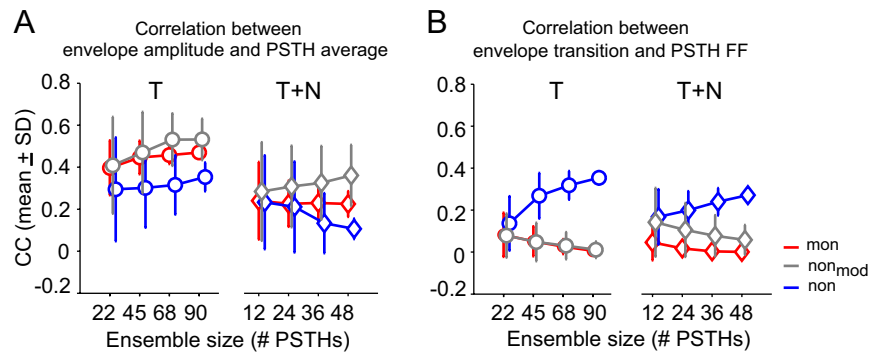 A
Correlation between
envelope amplitude and PSTH average
T
T+N
CC (mean ± SD)
0.8
0.6
0.4
0.2
0
-0.2
22 45 68 90
12 24 36 48
Ensemble size (# PSTHs)
B
Correlation between
envelope transition and PSTH FF
T
T+N
0.8
0.6
0.4
0.2
0
-0.2
22 45 68 90
12 24 36 48
Ensemble size (# PSTHs)
mon
nonmod
non